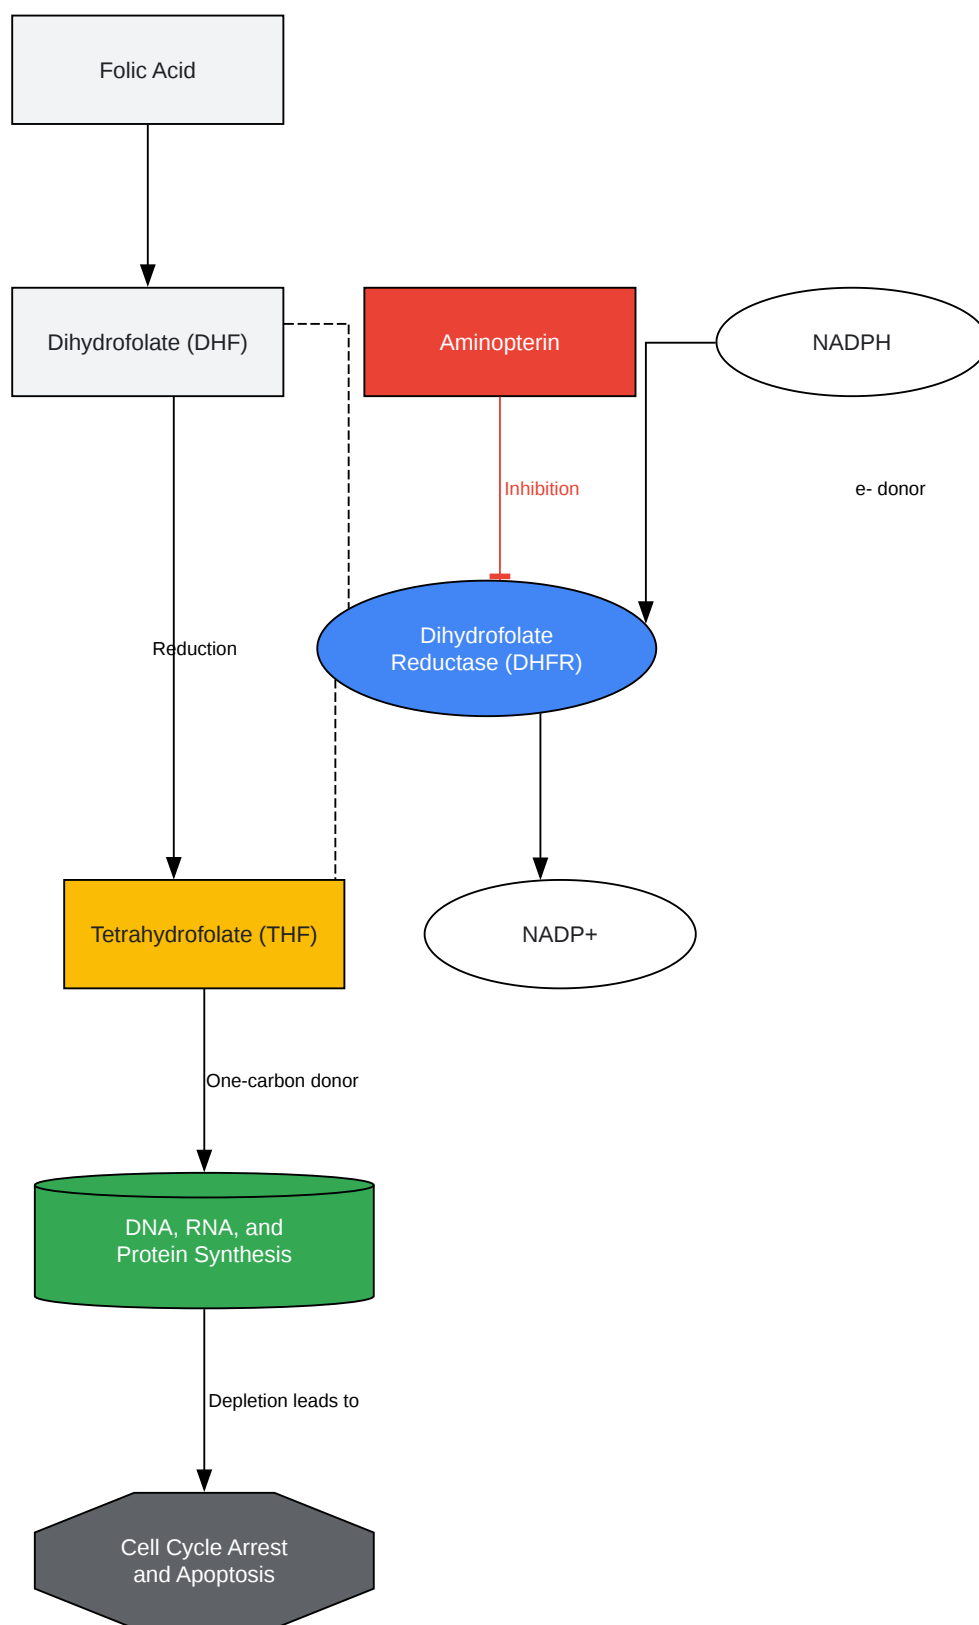 Folic Acid
Dihydrofolate (DHF)
Aminopterin
NADPH
Inhibition
e- donor
Dihydrofolate
Reductase (DHFR)
Reduction
Tetrahydrofolate (THF)
NADP+
One-carbon donor
DNA, RNA, and
Protein Synthesis
Depletion leads to
Cell Cycle Arrest
and Apoptosis